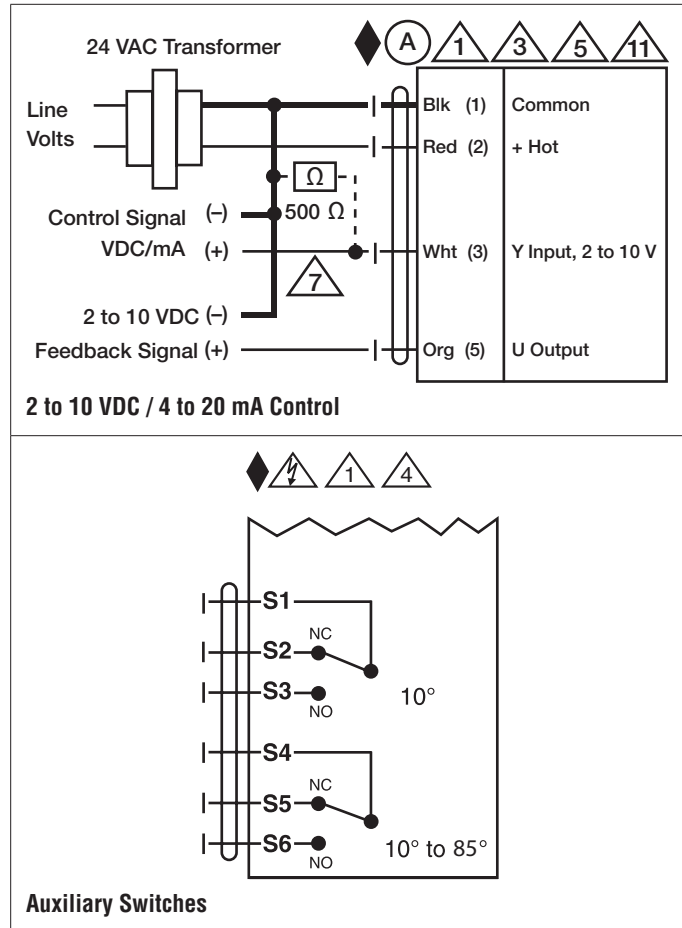 24 VAC Transformer
A 1 3 5 11
Line
Volts
Blk (1) Common
Red (2) + Hot
Ω
500 Ω
Control Signal (–)
VDC/mA (+)
Wht (3) Y Input, 2 to 10 V
7
2 to 10 VDC (–)
Feedback Signal (+)
Org (5) U Output
2 to 10 VDC / 4 to 20 mA Control
1 4
S1
NC
S2
S3
NO
10°
S4
NC
S5
S6
NO
10° to 85°
Auxiliary Switches